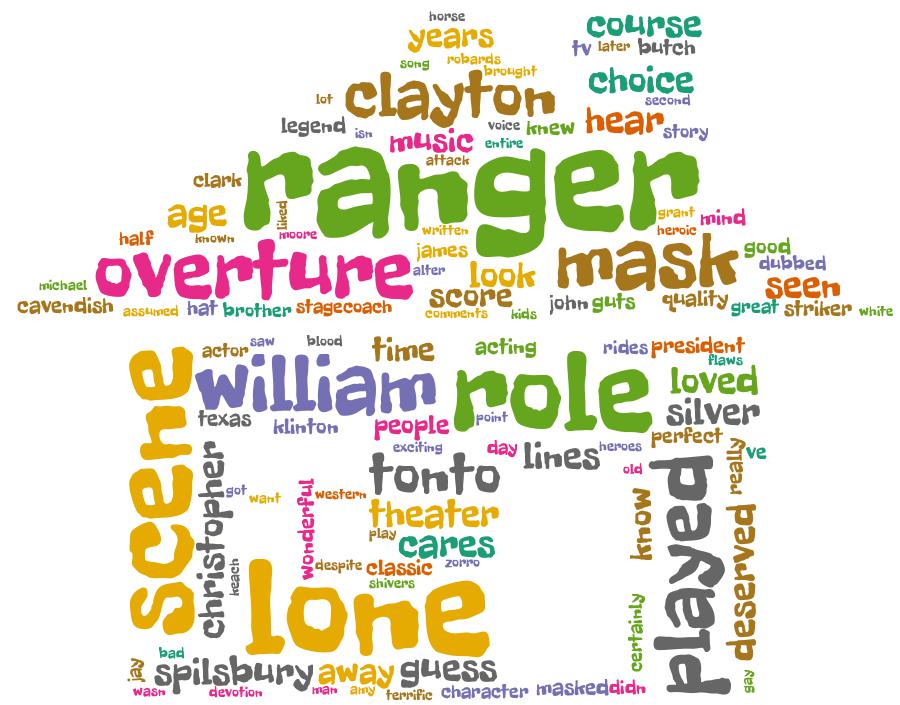 horse
years course
tv later butch
song robards
brought choice
lot clayton second
legend isn voice knew hear story
music entire
attack
ranger
clark
age liked grant mind
half known moore written heroic
overture james mask good
alter look dubbed
michael score seen
cavendish assumed hat brother stagecoach john guts quality great striker white
comments kids
actor saw blood time acting rides president
flaws
scene william role loved
texas silver
klinton people point perfect
exciting day lines heroes really ve
tonto old played
christopher got want wonderful western
theater know
play cares
despite classic zorro deserved
keach shivers
lone certainly
bad
jay spilsbury away guess
wasn devotion man amy terrific character masked didn gay